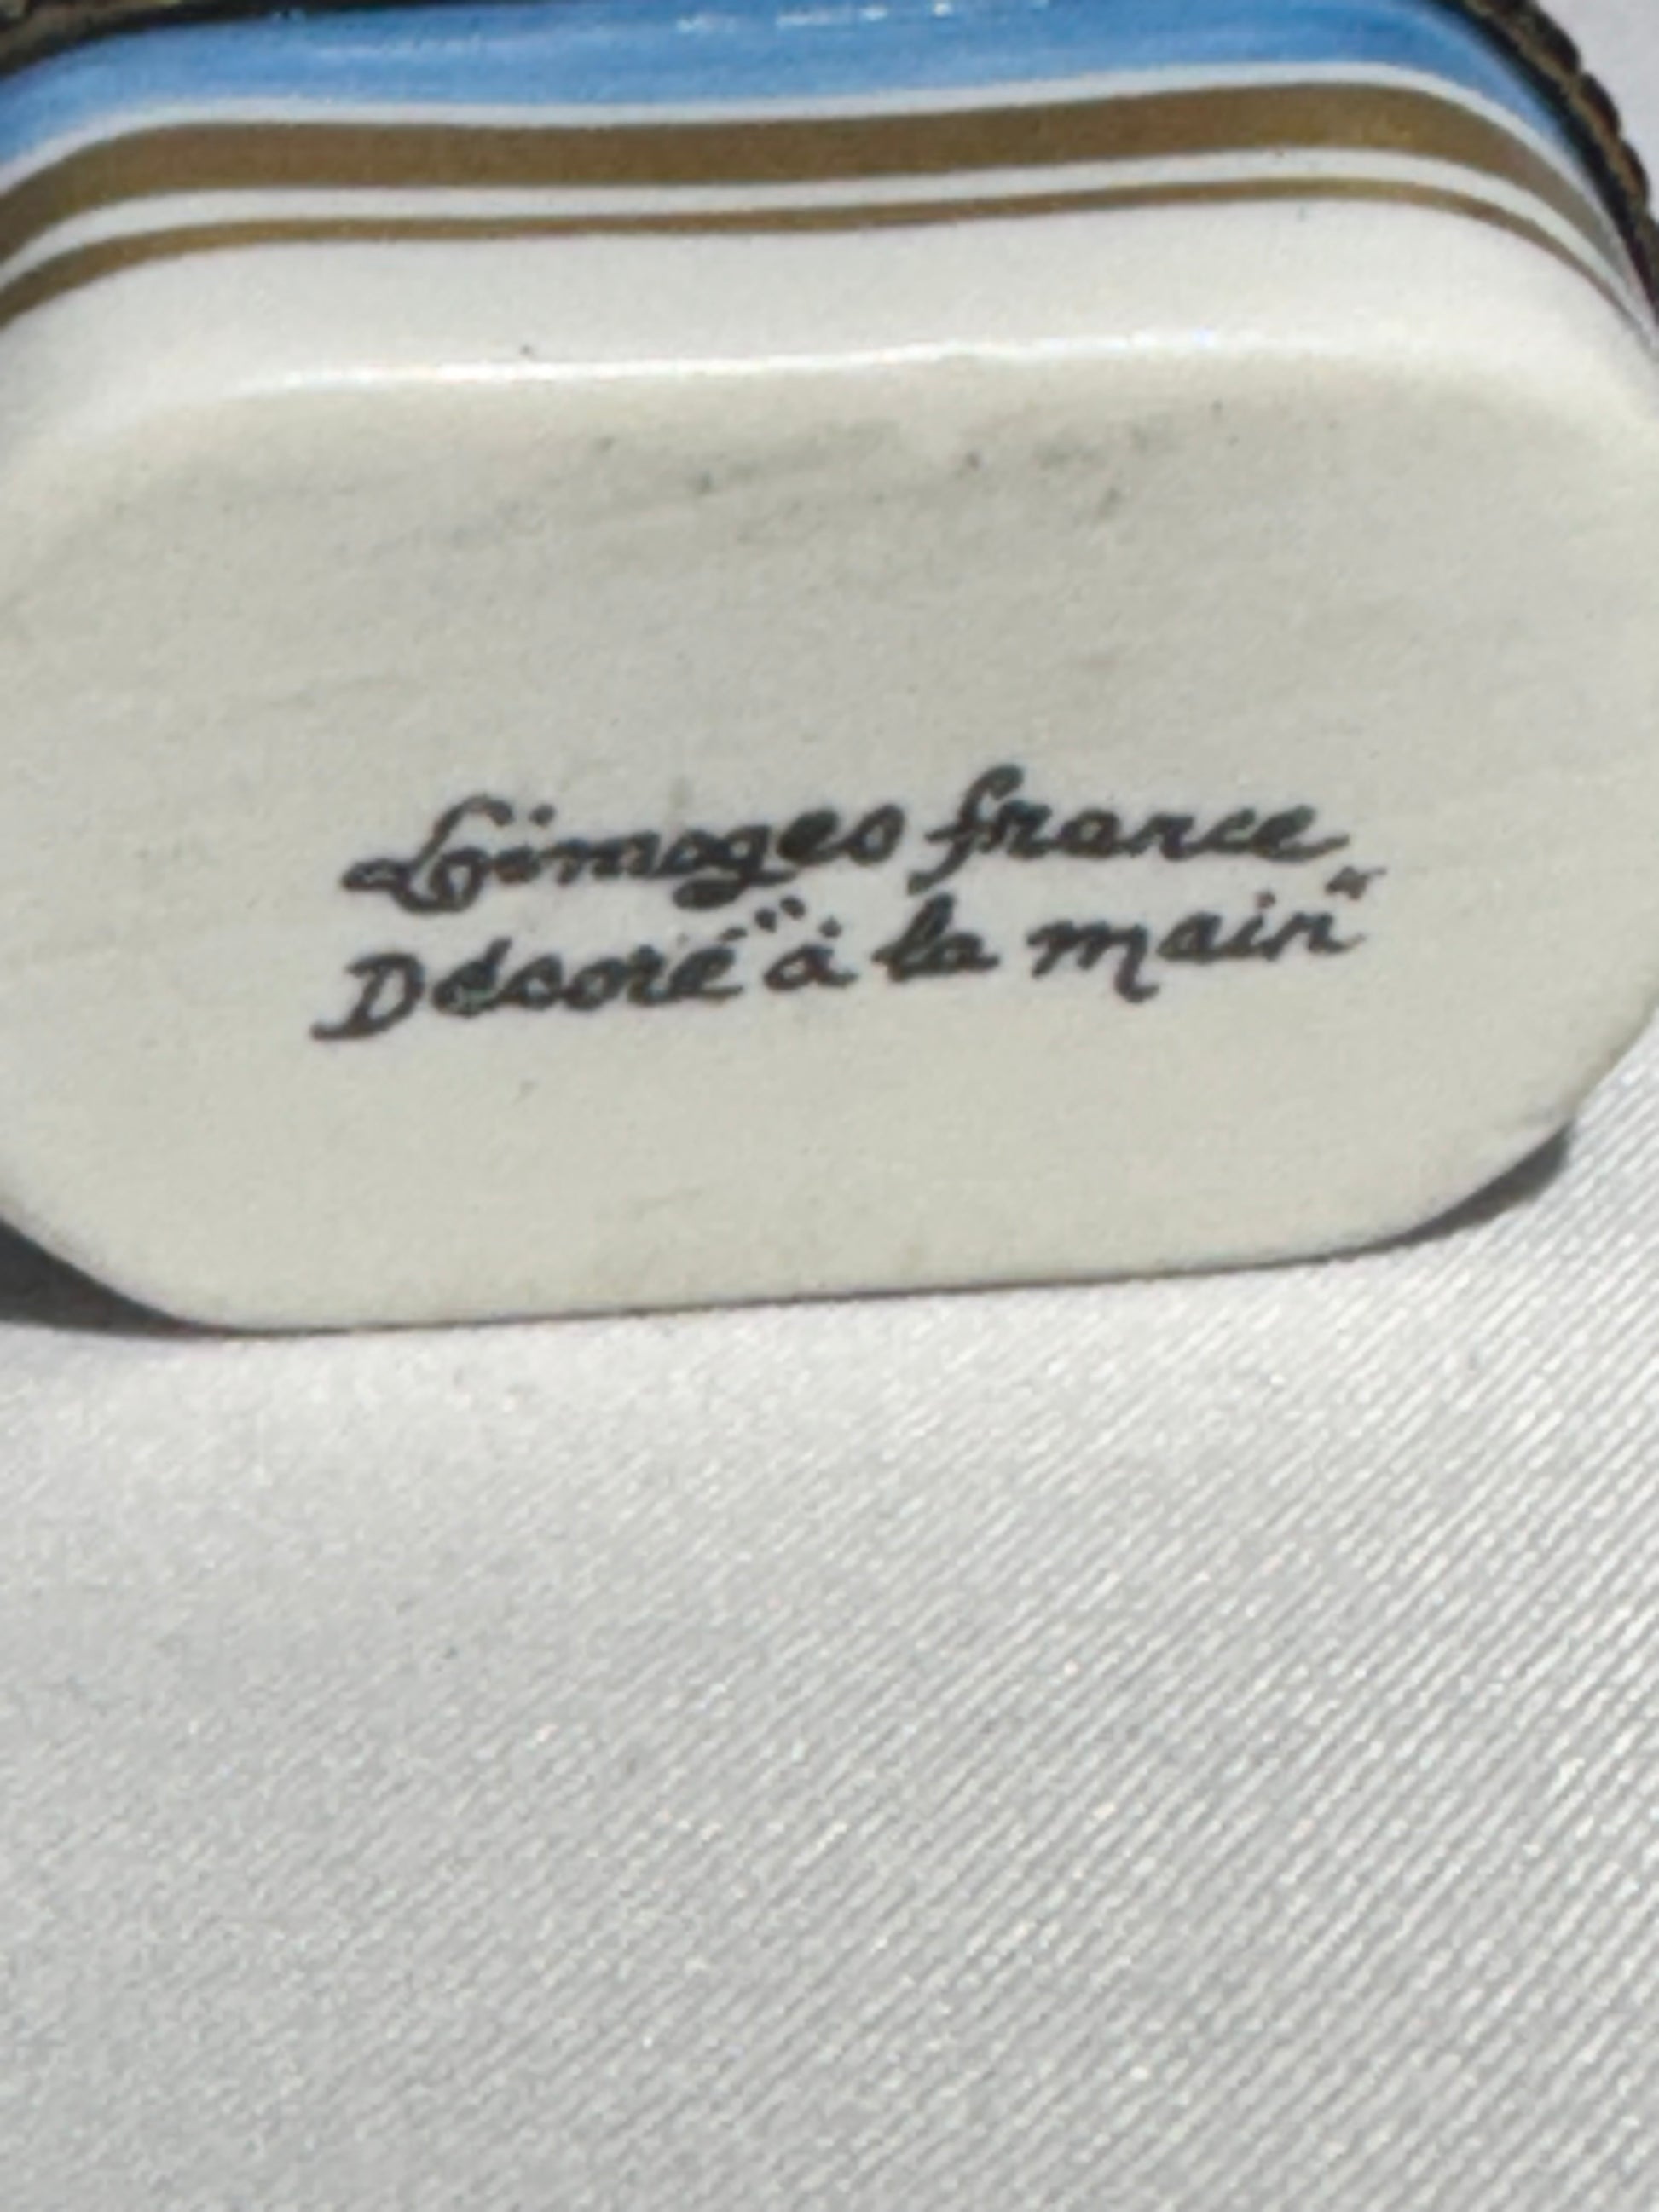 Limoges france
Décoré "à la main"